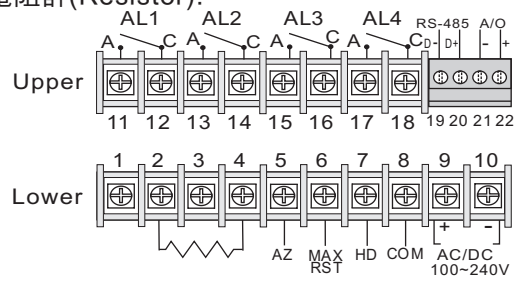 阻計(Resistor):
AL1 AL2 AL3 AL4 RS-485 A/O
A C A C A C A C D- D+ - +
Upper
11 12 13 14 15 16 17 18 19 20 21 22
1 2 3 4 5 6 7 8 9 10
Lower
+ -
AZ MAX RST HD COM AC/DC 100~240V